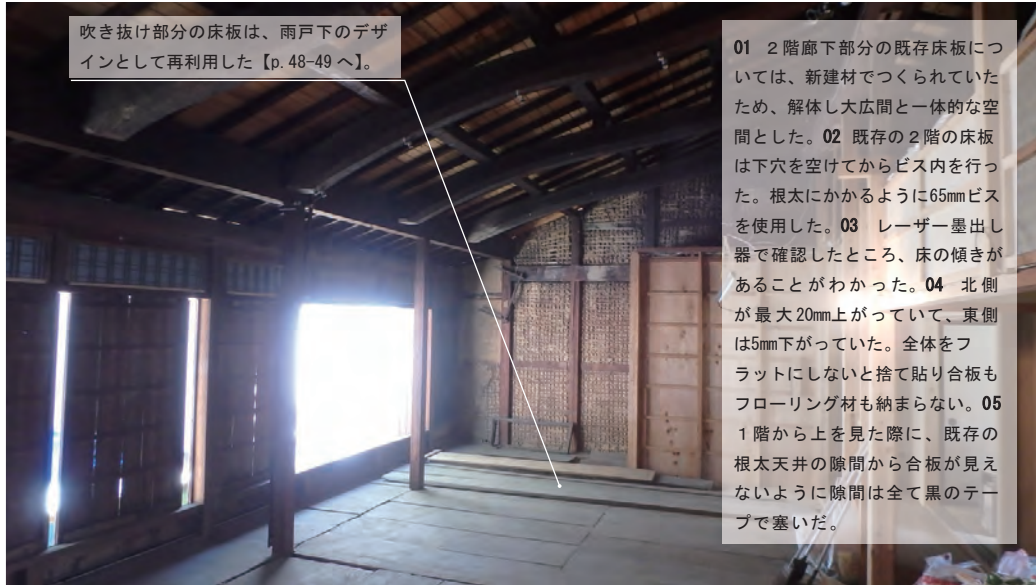 吹き抜け部分の床板は、雨戸下のデザ
インとして再利用した【p.48-49 へ】。
01 2階廊下部分の既存床板につ
いては、新建材でつくられていた
ため、解体し大広間と一体的な空
間とした。02 既存の2階の床板
は下穴を空けてからビス内を行っ
た。根太にかかるように65mmビス
を使用した。03 レーザー墨出し
器で確認したところ、床の傾きが
あることがわかった。04 北側
が最大20mm上がっていて、東側
は5mm下がっていた。全体をフ
ラットにしないと捨て貼り合板も
フローリング材も納まらない。05
1階から上を見た際に、既存の
根太天井の隙間から合板が見え
ないように隙間は全て黒のテー
プで塞いだ。